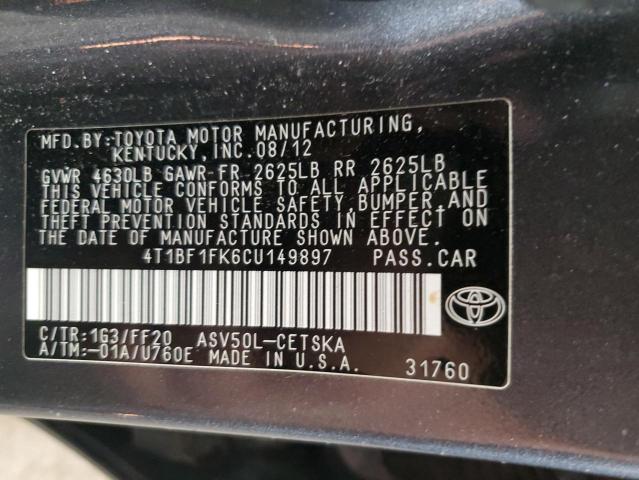 MFD.BY:TOYOTA MOTOR MANUFACTURING,
KENTUCKY,INC.08/12
GVWR 4630LB GAWR-FR 2625LB RR 2625LB
THIS VEHICLE CONFORMS TO ALL APPLICABLE
FEDERAL MOTOR VEHICLE SAFETY,BUMPER,AND
THEFT PREVENTION STANDARDS IN EFFECT ON
THE DATE OF MANUFACTURE SHOWN ABOVE.
4T1BF1FK6CU149897 PASS.CAR
C/TR:1G3/FF20 ASV50L-CETSKA
A/TM:-01A/U760E MADE IN U.S.A.
31760